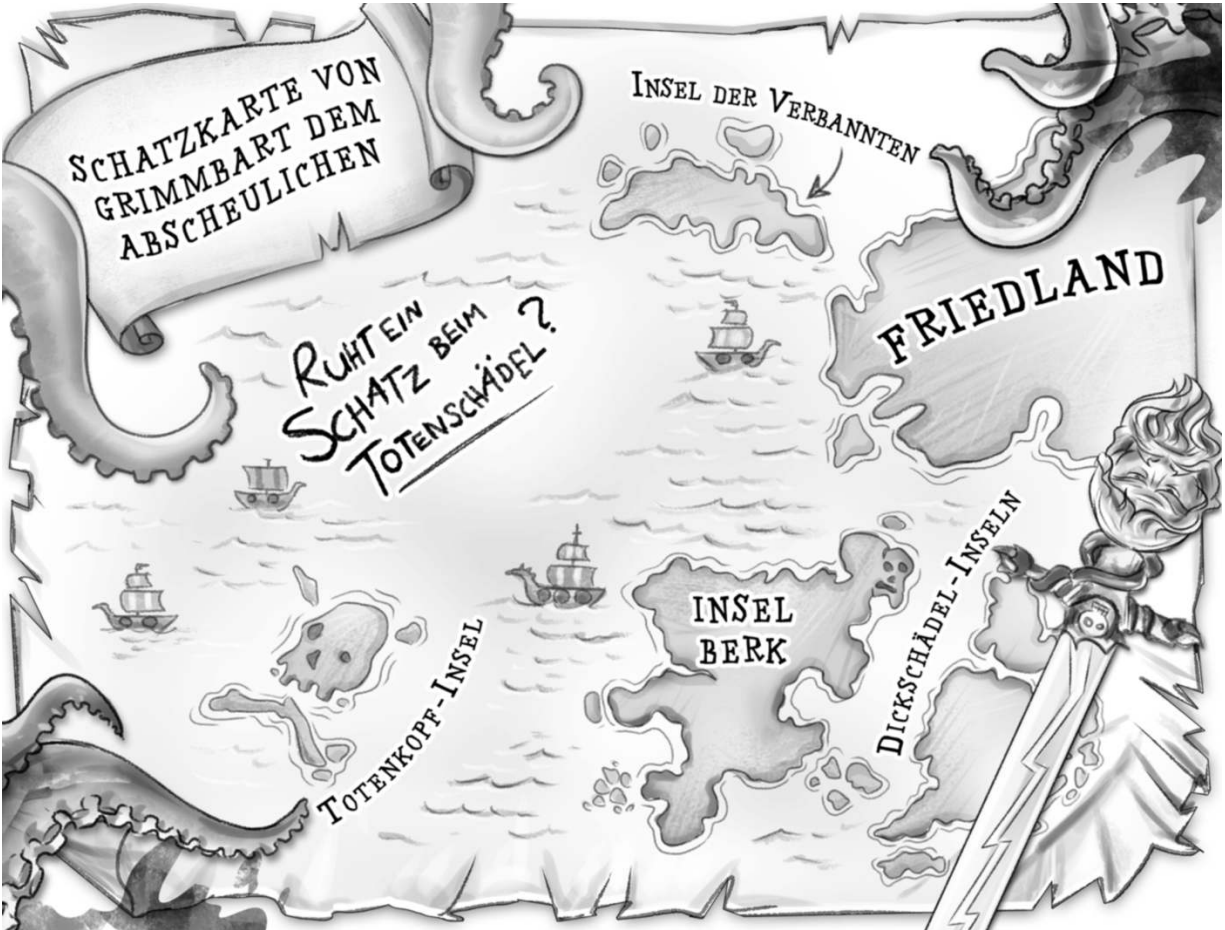 SCHATZKARTE VON
GRIMMBART DEM
ABSCHEULICHEN
INSEL DER VERBANNTEN
FRIEDLAND
RUHT EIN
SCHATZ BEIM
TOTENSCHÄDEL?
INSEL
BERK
DICKSCHÄDEL-INSELN
TOTENKOPF-INSEL